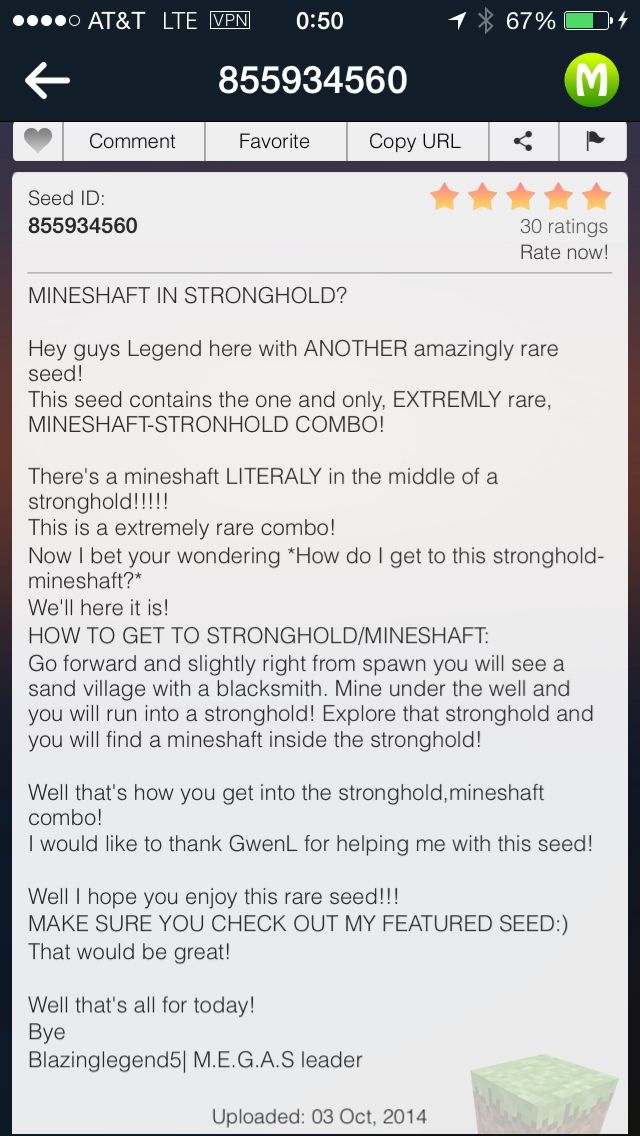 AT&T LTE VPN 0:50 67%
855934560
M
Comment Favorite Copy URL
Seed ID:
855934560
30 ratings
Rate now!
MINESHAFT IN STRONGHOLD?
Hey guys Legend here with ANOTHER amazingly rare
seed!
This seed contains the one and only, EXTREMLY rare,
MINESHAFT-STRONHOLD COMBO!
There's a mineshaft LITERALY in the middle of a
stronghold!!!!!
This is a extremely rare combo!
Now I bet your wondering *How do I get to this stronghold-
mineshaft?*
We'll here it is!
HOW TO GET TO STRONGHOLD/MINESHAFT:
Go forward and slightly right from spawn you will see a
sand village with a blacksmith. Mine under the well and
you will run into a stronghold! Explore that stronghold and
you will find a mineshaft inside the stronghold!
Well that's how you get into the stronghold,mineshaft
combo!
I would like to thank GwenL for helping me with this seed!
Well I hope you enjoy this rare seed!!!
MAKE SURE YOU CHECK OUT MY FEATURED SEED:)
That would be great!
Well that's all for today!
Bye
Blazinglegend5| M.E.G.A.S leader
Uploaded: 03 Oct, 2014